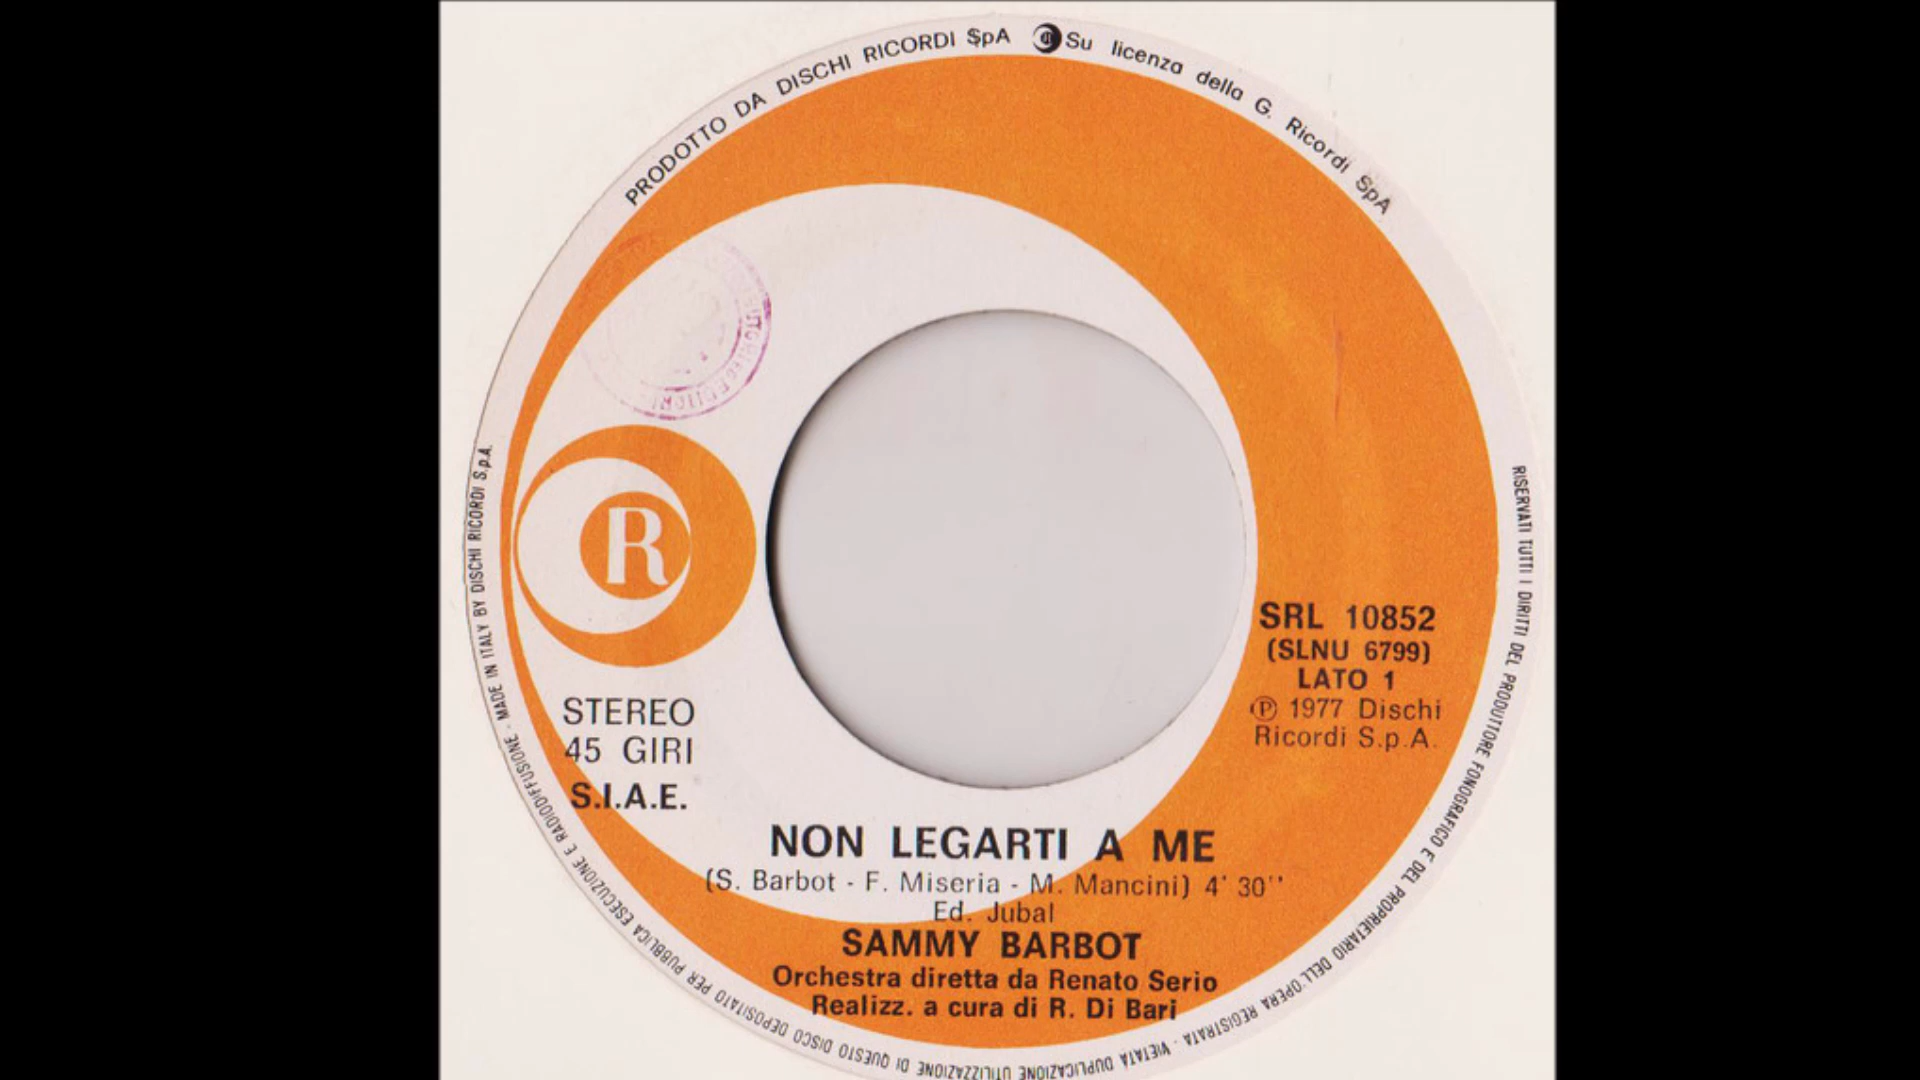 PRODOTTO DA DISCHI RICORDI SpA R Su licenza della G. Ricordi SpA
R
STEREO
45 GIRI
S.I.A.E.
SRL 10852
(SLNU 6799)
LATO 1
℗ 1977 Dischi
Ricordi S.p.A.
NON LEGARTI A ME
(S. Barbot - F. Miseria - M. Mancini) 4' 30''
Ed. Jubal
SAMMY BARBOT
Orchestra diretta da Renato Serio
Realizz. a cura di R. Di Bari
RISERVATI TUTTI I DIRITTI DEL PRODUTTORE FONOGRAFICO E DEL PROPRIETARIO DELL'OPERA REGISTRATA - VIETATA DUPLICAZIONE UTILIZZAZIONE DI QUESTO DISCO DEPOSITATO PER PUBBLICA ESECUZIONE E RADIODIFFUSIONE - MADE IN ITALY BY DISCHI RICORDI S.p.A.